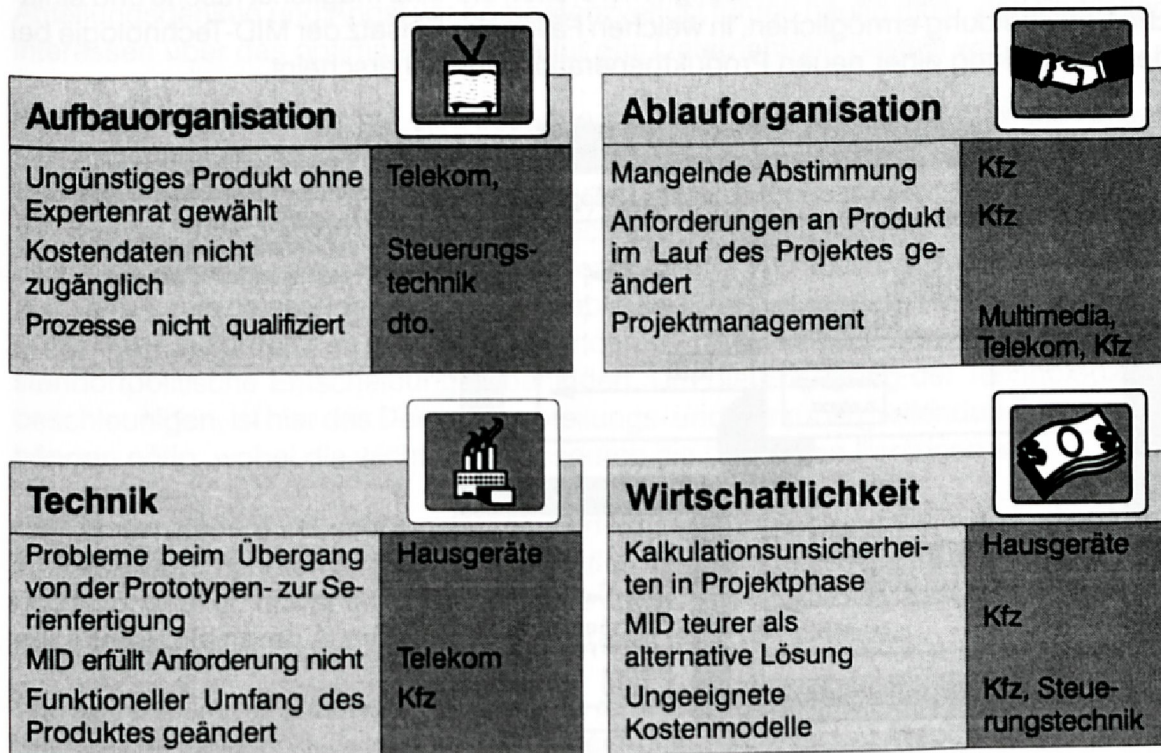 Aufbauorganisation
Ungünstiges Produkt ohne Telekom,
Expertenrat gewählt
Kostendaten nicht Steuerungs-
zugänglich technik
Prozesse nicht qualifiziert dto.
Ablauforganisation
Mangelnde Abstimmung Kfz
Anforderungen an Produkt Kfz
im Lauf des Projektes ge-
ändert
Projektmanagement Multimedia,
Telekom, Kfz
Technik
Probleme beim Übergang Hausgeräte
von der Prototypen- zur Se-
rienfertigung
MID erfüllt Anforderung nicht Telekom
Funktioneller Umfang des Kfz
Produktes geändert
Wirtschaftlichkeit
Kalkulationsunsicherhei- Hausgeräte
ten in Projektphase
MID teurer als Kfz
alternative Lösung
Ungeeignete Kfz, Steue-
Kostenmodelle rungstechnik